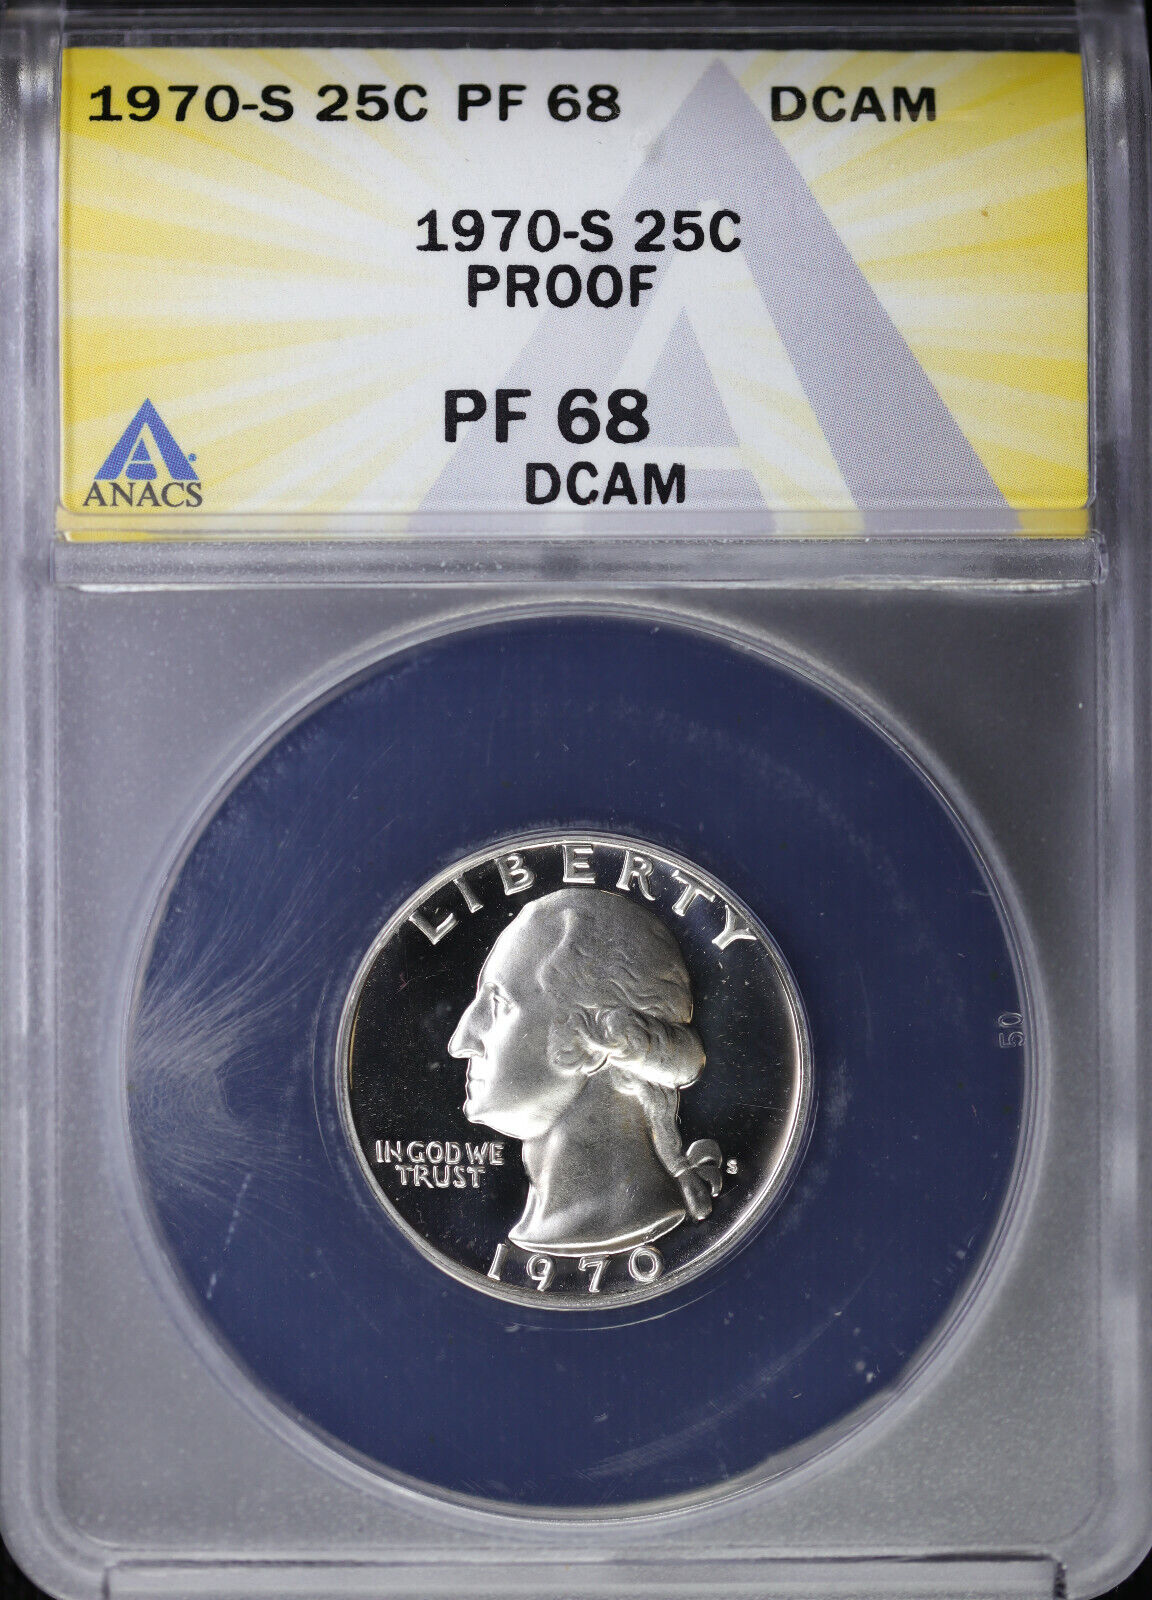 1970-S 25C PF 68 DCAM
1970-S 25C
PROOF
PF 68
DCAM
ANACS
LIBERTY
IN GOD WE
TRUST
S
1970
50